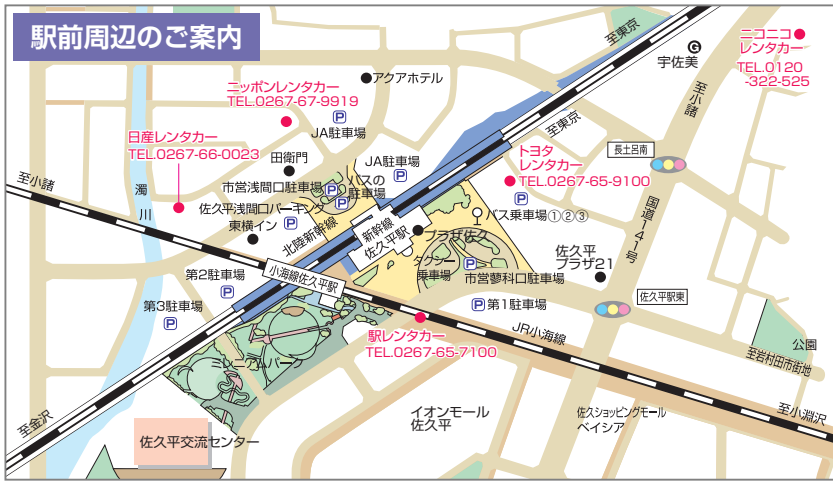 駅前周辺のご案内
至東京
ニコニコ
レンタカー
TEL.0120
-322-525
G
宇佐美
至小諸
アクアホテル
ニッポンレンタカー
TEL.0267-67-9919
P
JA駐車場
至東京
日産レンタカー
TEL.0267-66-0023
田衛門
JA駐車場
P
トヨタ
レンタカー
TEL.0267-65-9100
長土呂南
至小諸
濁川
市営浅間口駐車場
P
バスの
駐車場
P
佐久平浅間口パーキング
P
東横イン
北陸新幹線
新幹線
佐久平駅
プラザ佐久
P
バス乗車場①②③
国道141号
タクシー
乗車場
P
市営蓼科口駐車場
佐久平
プラザ21
第2駐車場
P
小海線佐久平駅
第3駐車場
P
P
第1駐車場
佐久平駅東
駅レンタカー
TEL.0267-65-7100
JR小海線
公園
至岩村田市街地
ミレニアムパーク
至金沢
イオンモール
佐久平
佐久ショッピングモール
ベイシア
至小淵沢
佐久平交流センター